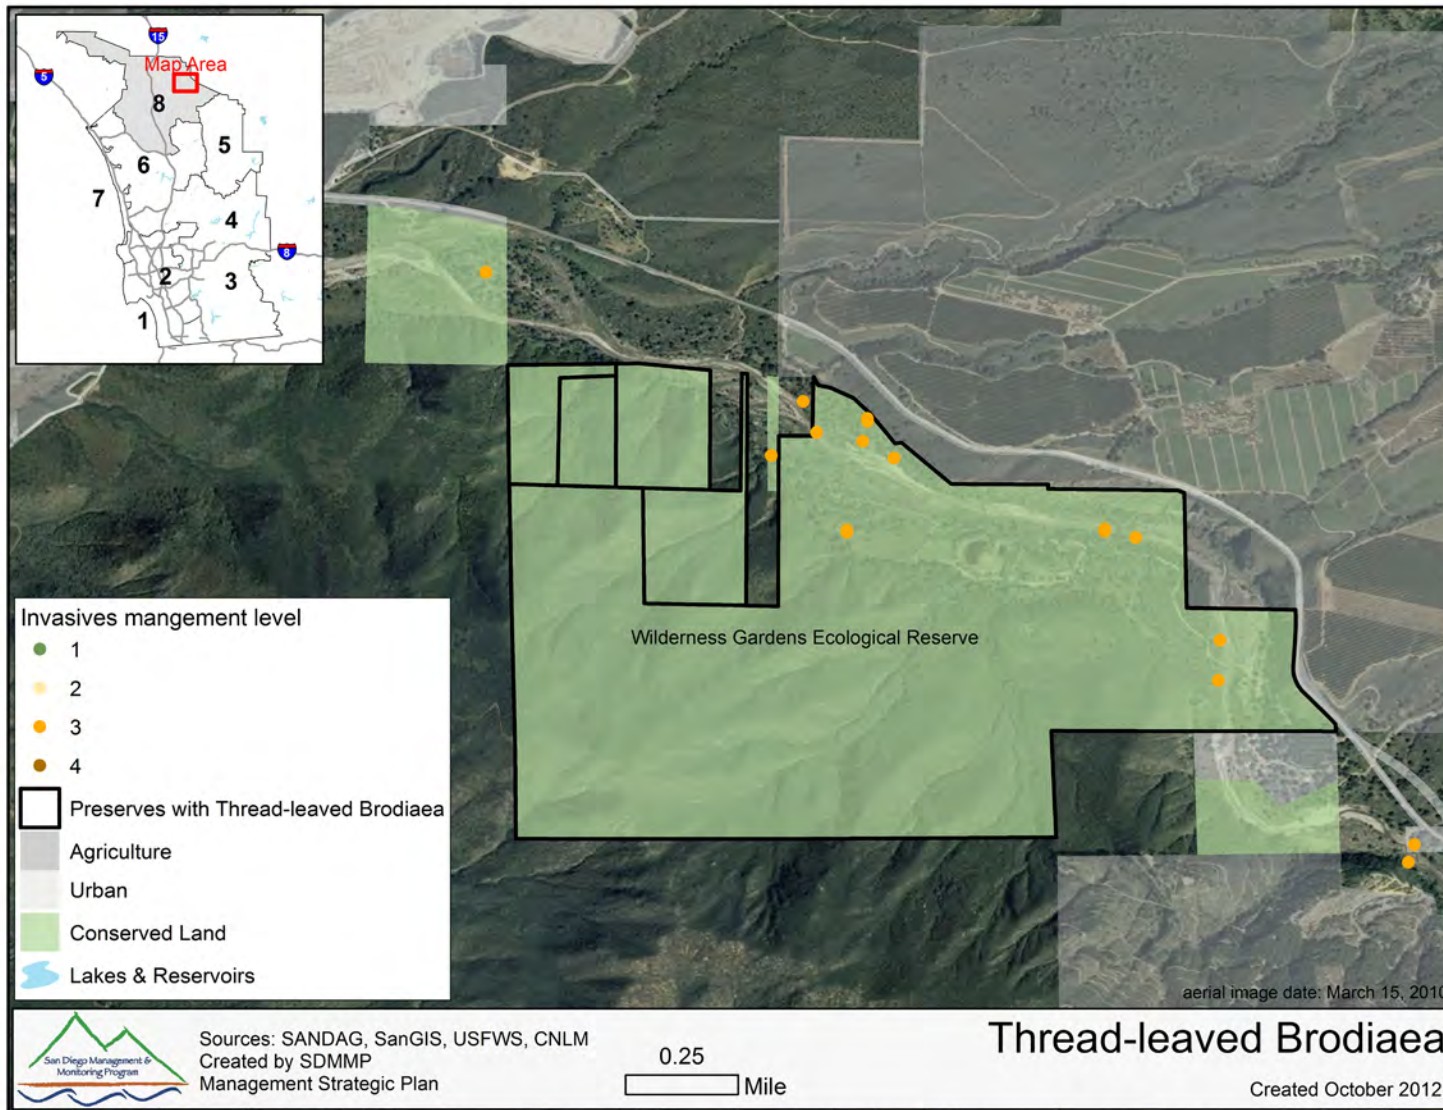 15
5
Map Area
8
5
6
7
4
8
2
3
1
Wilderness Gardens Ecological Reserve
Invasives mangement level
1
2
3
4
Preserves with Thread-leaved Brodiaea
Agriculture
Urban
Conserved Land
Lakes & Reservoirs
aerial image date: March 15, 2010
San Diego Management &
Monitoring Program
Sources: SANDAG, SanGIS, USFWS, CNLM
Created by SDMMP
Management Strategic Plan
0.25
Mile
Thread-leaved Brodiaea
Created October 2012